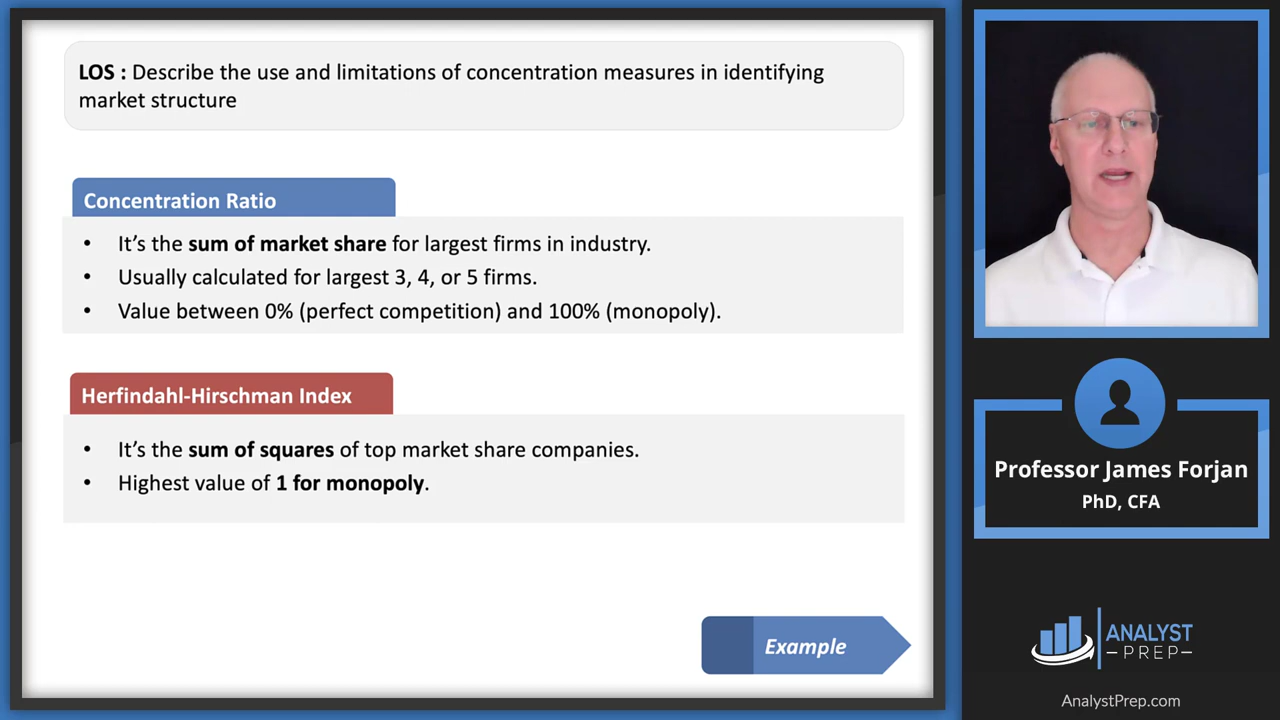 LOS : Describe the use and limitations of concentration measures in identifying
market structure
Concentration Ratio
• It’s the sum of market share for largest firms in industry.
• Usually calculated for largest 3, 4, or 5 firms.
• Value between 0% (perfect competition) and 100% (monopoly).
Herfindahl-Hirschman Index
• It’s the sum of squares of top market share companies.
• Highest value of 1 for monopoly.
Example
Professor James Forjan
PhD, CFA
ANALYST
PREP
AnalystPrep.com